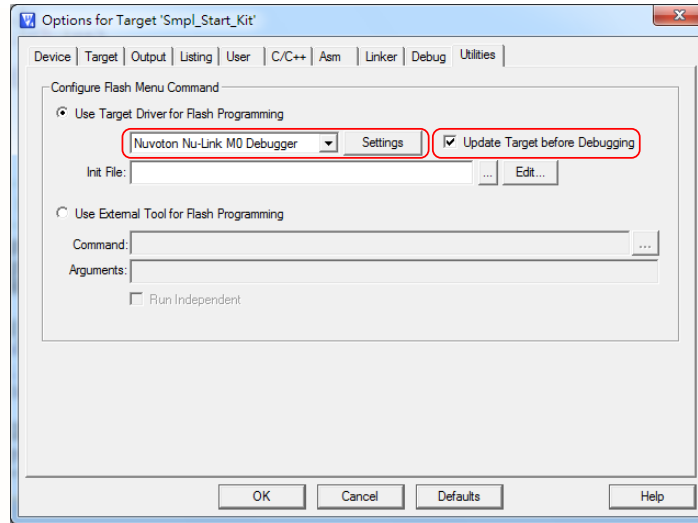 Options for Target 'Smpl_Start_Kit'
Device Target Output Listing User C/C++ Asm Linker Debug Utilities
Configure Flash Menu Command
Use Target Driver for Flash Programming
Nuvoton Nu-Link M0 Debugger Settings Update Target before Debugging
Init File: ... Edit...
Use External Tool for Flash Programming
Command: ...
Arguments:
Run Independent
OK Cancel Defaults Help